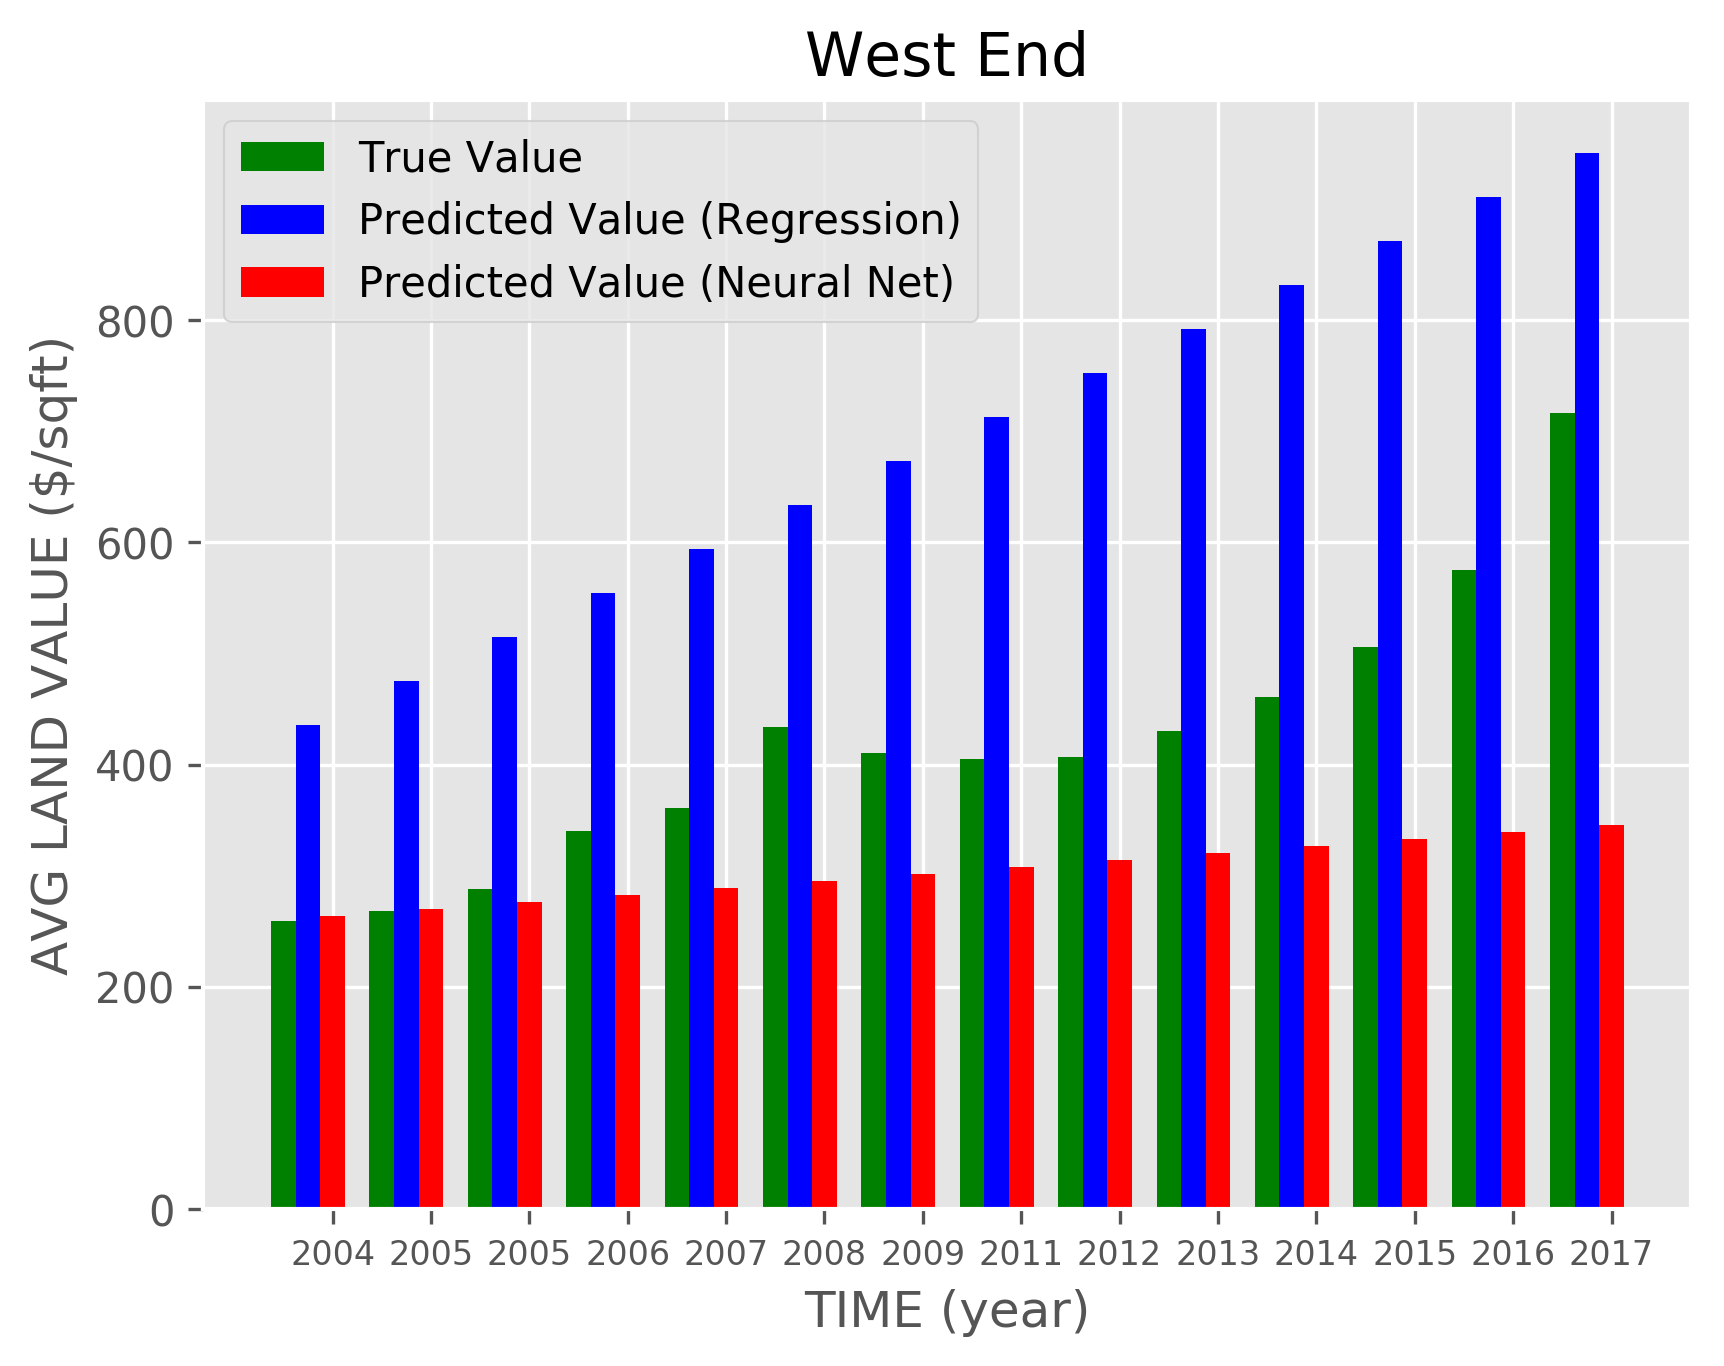 West End
True Value
Predicted Value (Regression)
Predicted Value (Neural Net)
AVG LAND VALUE ($/sqft)
800
600
400
200
0
2004 2005 2005 2006 2007 2008 2009 2011 2012 2013 2014 2015 2016 2017
TIME (year)